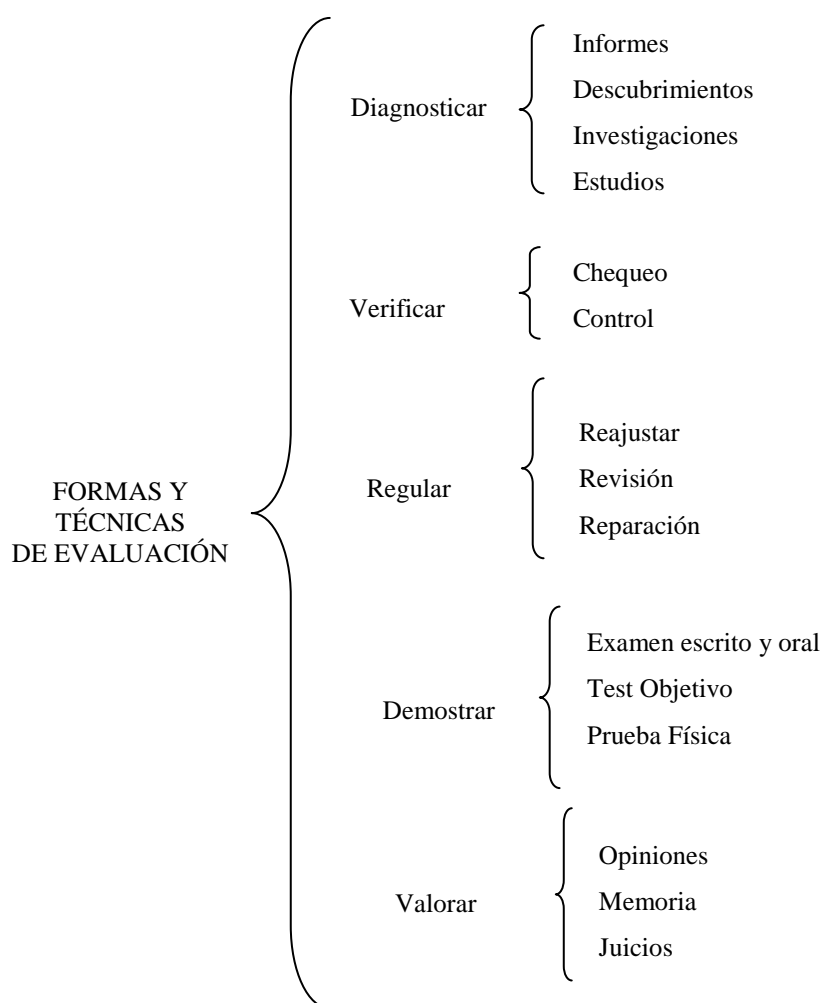 FORMAS Y
TÉCNICAS
DE EVALUACIÓN
Diagnosticar
Informes
Descubrimientos
Investigaciones
Estudios
Verificar
Chequeo
Control
Regular
Reajustar
Revisión
Reparación
Demostrar
Examen escrito y oral
Test Objetivo
Prueba Física
Valorar
Opiniones
Memoria
Juicios